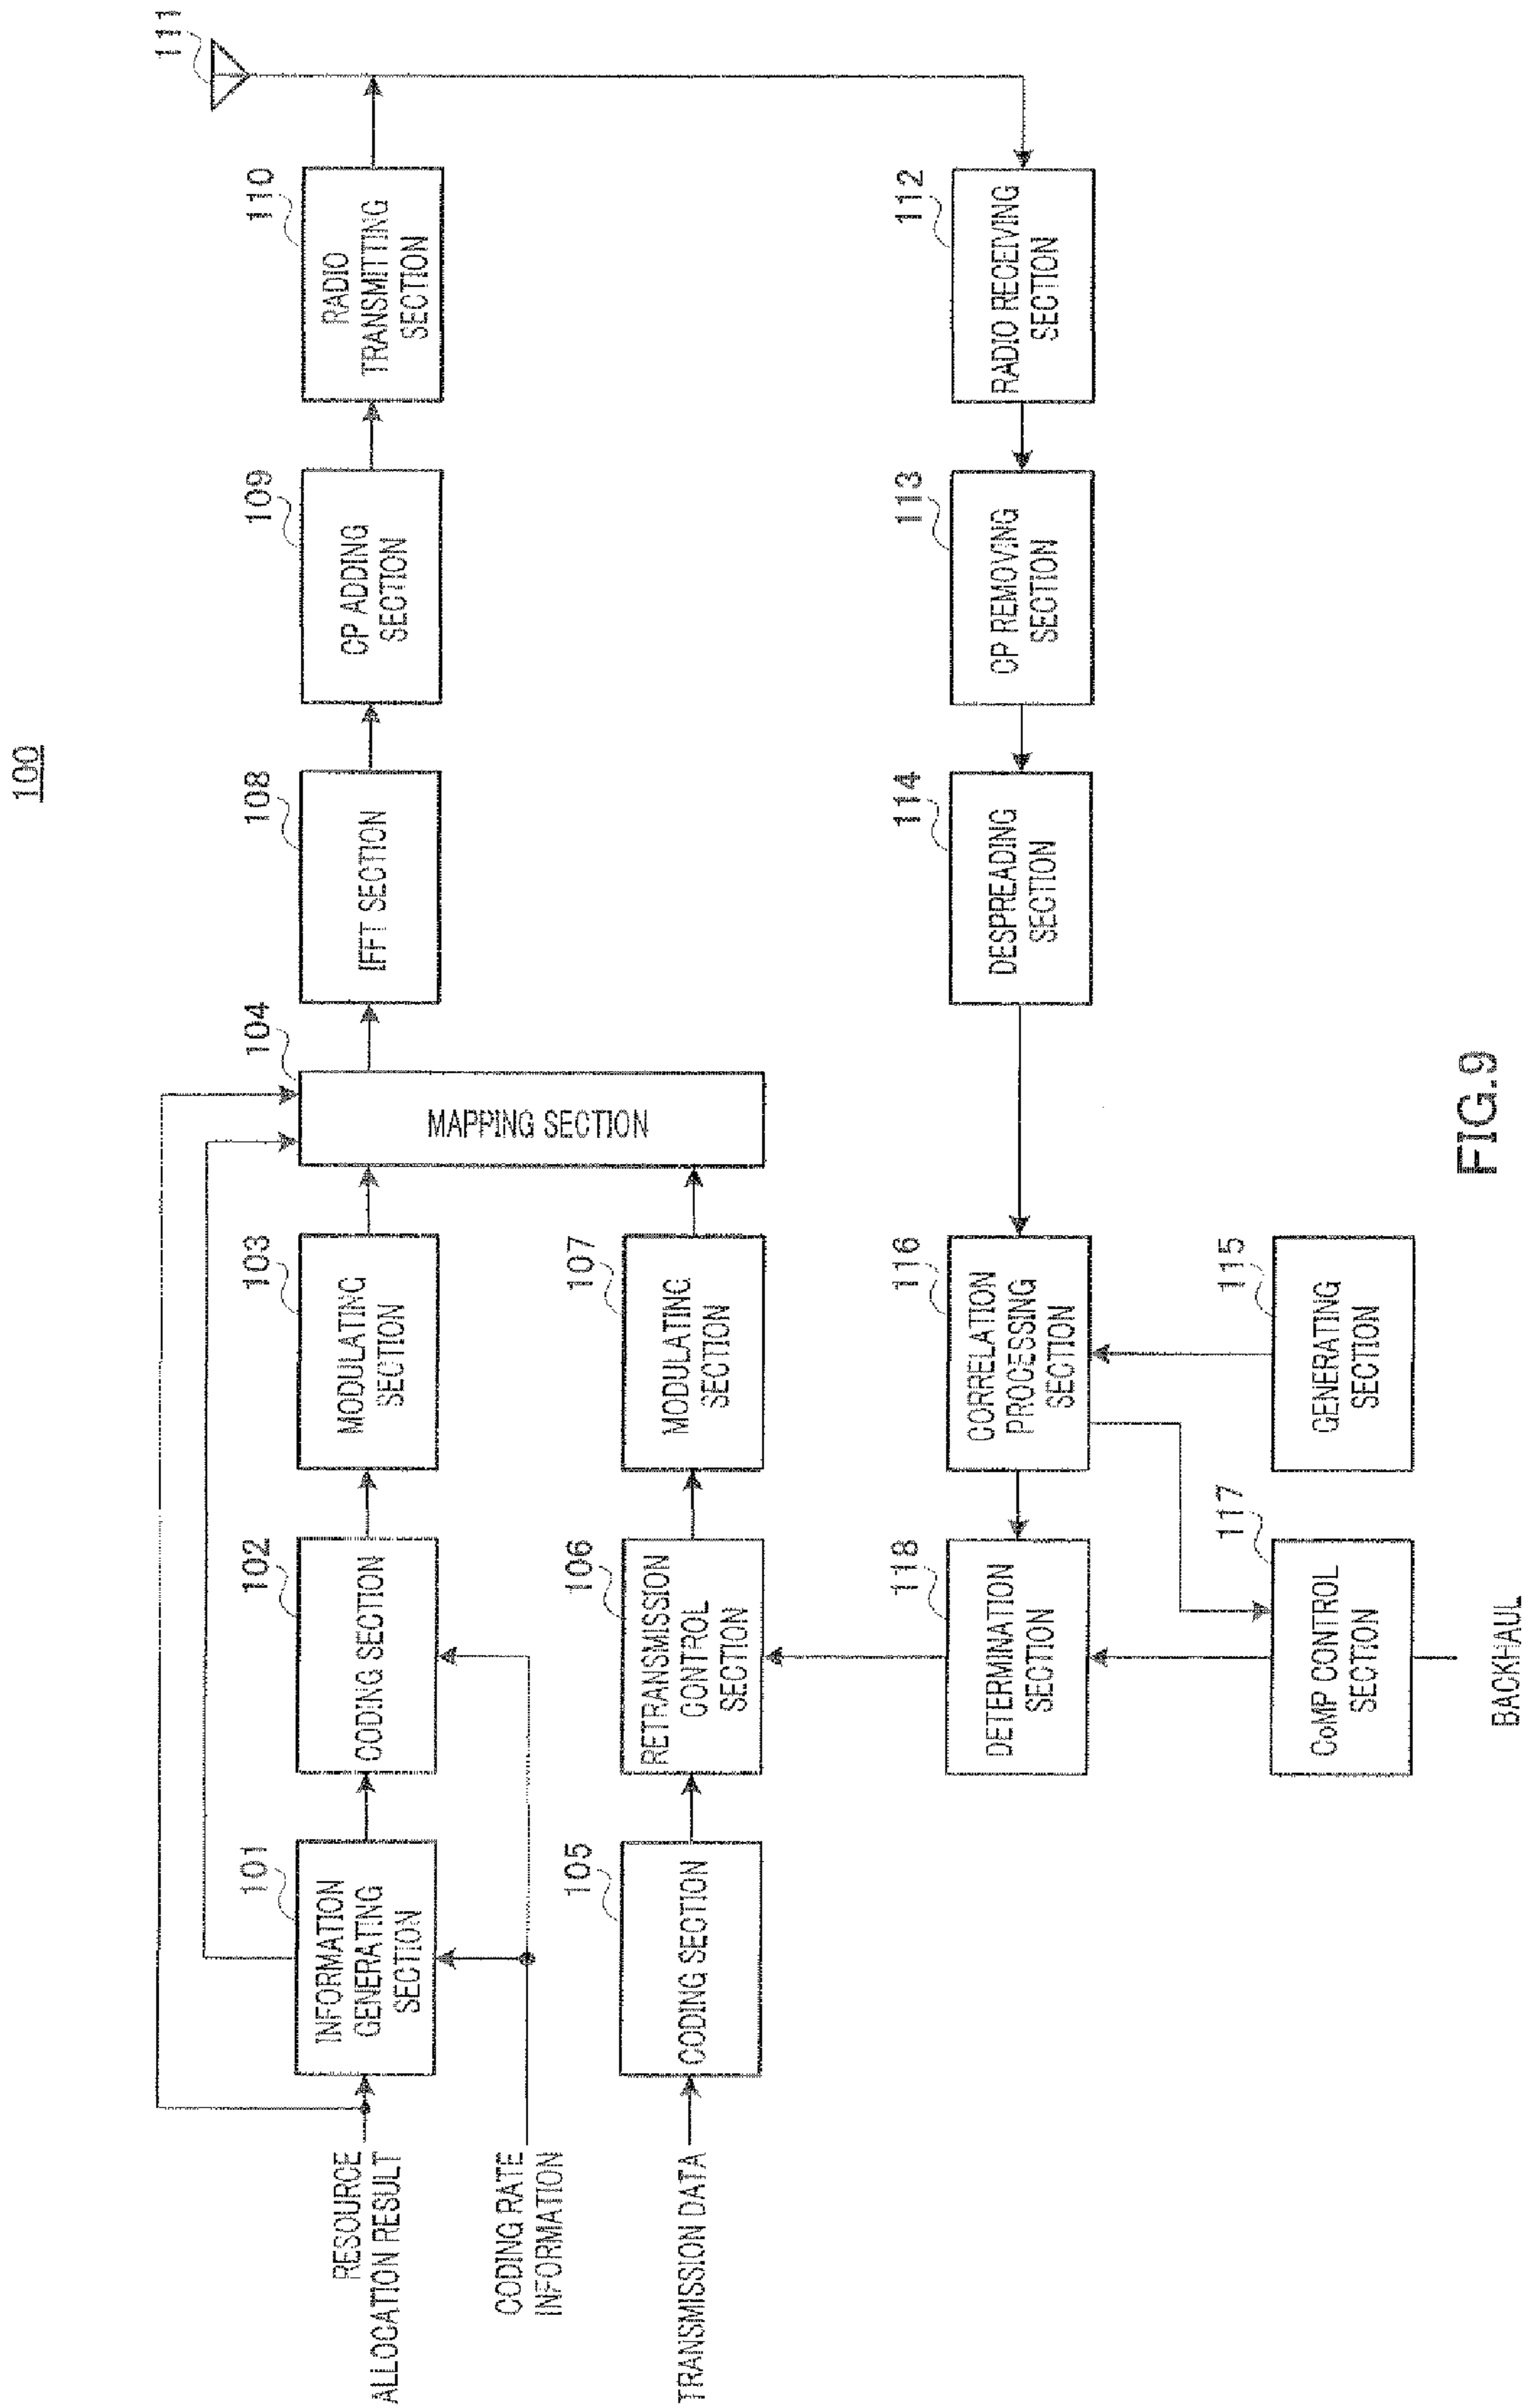 100
111
110
RADIO
TRANSMITTING
SECTION
109
CP ADDING
SECTION
108
IFFT SECTION
104
MAPPING SECTION
103
MODULATING
SECTION
102
CODING SECTION
101
INFORMATION
GENERATING
SECTION
RESOURCE
ALLOCATION RESULT
CODING RATE
INFORMATION
107
MODULATING
SECTION
106
RETRANSMISSION
CONTROL
SECTION
105
CODING SECTION
TRANSMISSION DATA
112
RADIO RECEIVING
SECTION
113
CP REMOVING
SECTION
114
DESPREADING
SECTION
116
CORRELATION
PROCESSING
SECTION
118
DETERMINATION
SECTION
115
GENERATING
SECTION
117
CoMP CONTROL
SECTION
BACKHAUL
FIG.9